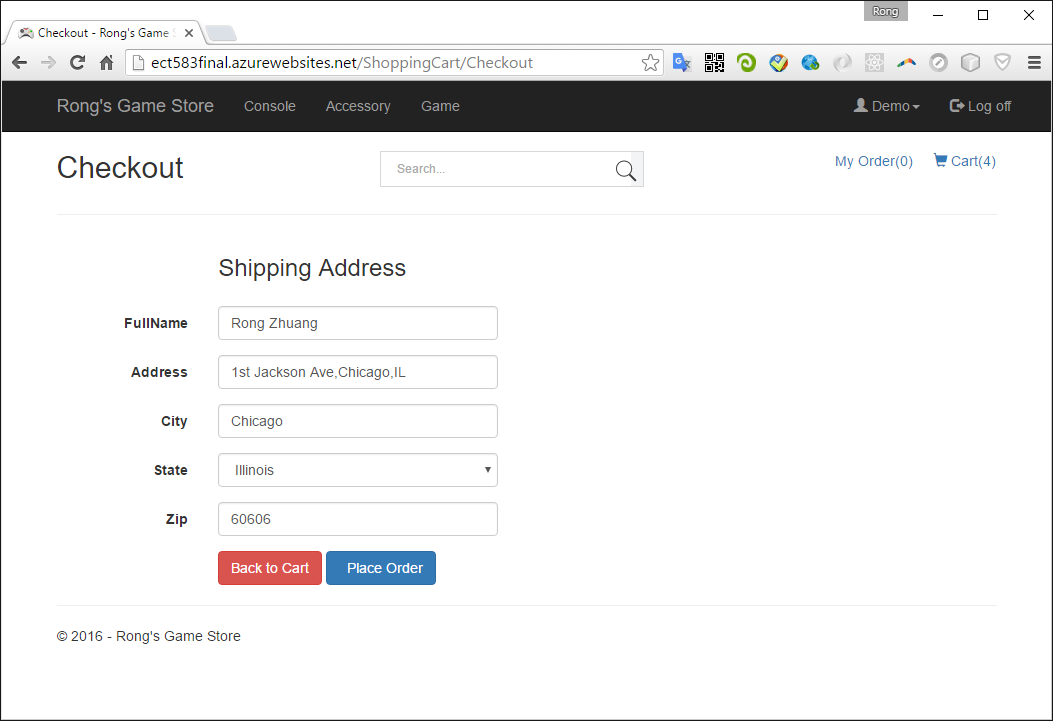 Rong
Checkout - Rong's Game
ect583final.azurewebsites.net/ShoppingCart/Checkout
Rong's Game Store Console Accessory Game Demo Log off
Checkout Search... My Order(0) Cart(4)
Shipping Address
FullName Rong Zhuang
Address 1st Jackson Ave,Chicago,IL
City Chicago
State Illinois
Zip 60606
Back to Cart Place Order
© 2016 - Rong's Game Store